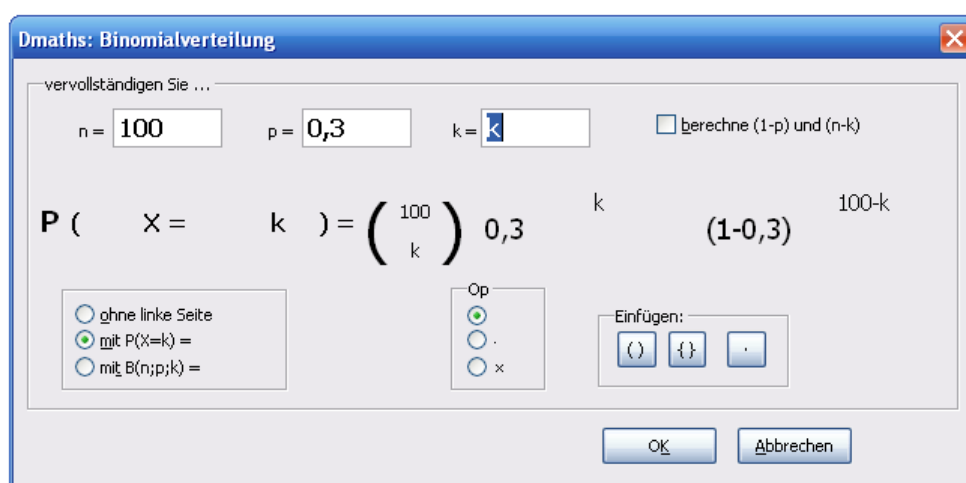 Dmaths: Binomialverteilung
vervollständigen Sie ...
n = 100 p = 0,3 k = k berechne (1-p) und (n-k)
P ( X = k ) = ( 100 k ) 0,3 k (1-0,3) 100-k
ohne linke Seite
mit P(X=k) =
mit B(n;p;k) =
Op
.
x
Einfügen:
() {} ·
OK Abbrechen